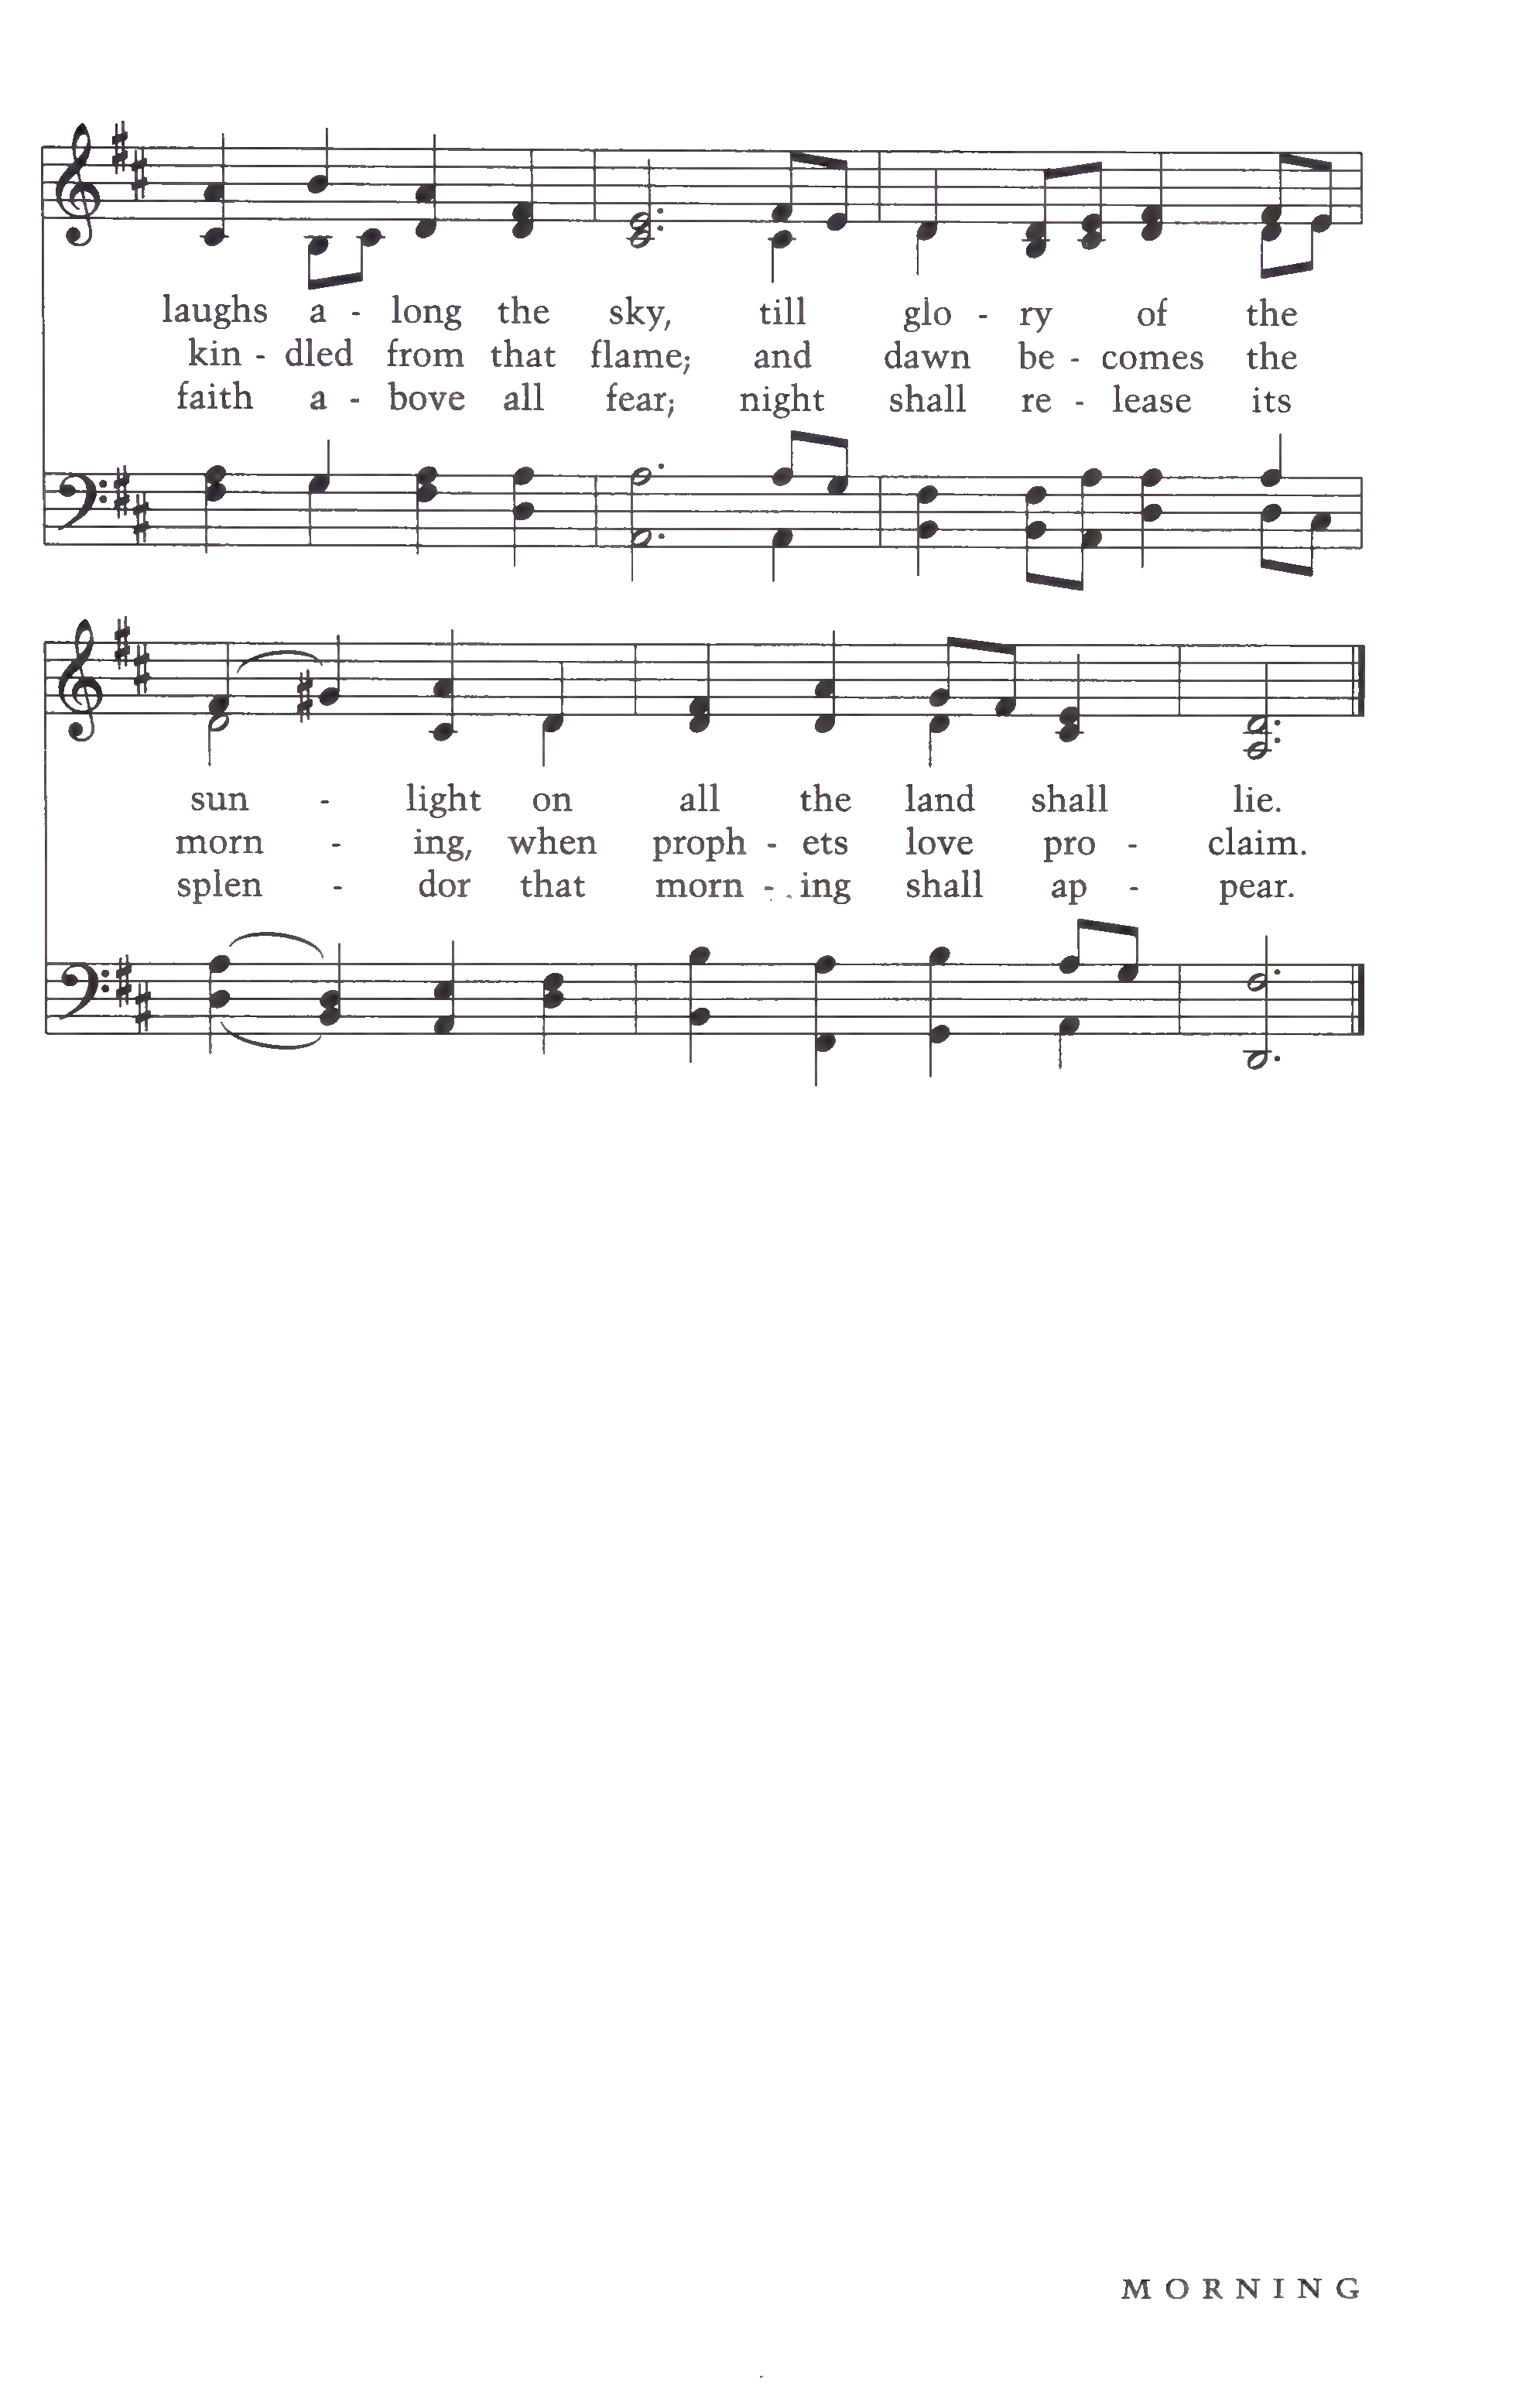 laughs a - long the sky, till glo - ry of the
kin - dled from that flame; and dawn be - comes the
faith a - bove all fear; night shall re - lease its
sun - light on all the land shall lie.
morn - ing, when proph - ets love pro - claim.
splen - dor that morn - ing shall ap - pear.
MORNING